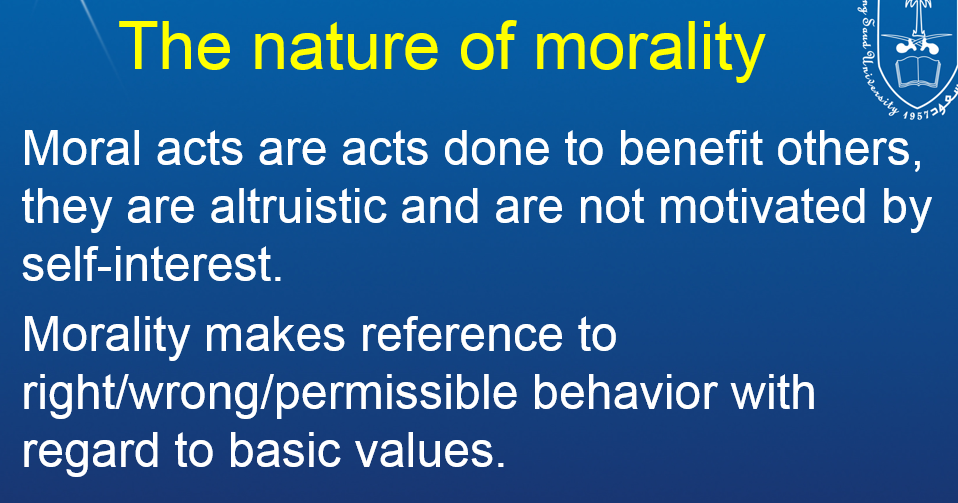 The nature of morality
ng Saud University 1957
Moral acts are acts done to benefit others,
they are altruistic and are not motivated by
self-interest.
Morality makes reference to
right/wrong/permissible behavior with
regard to basic values.